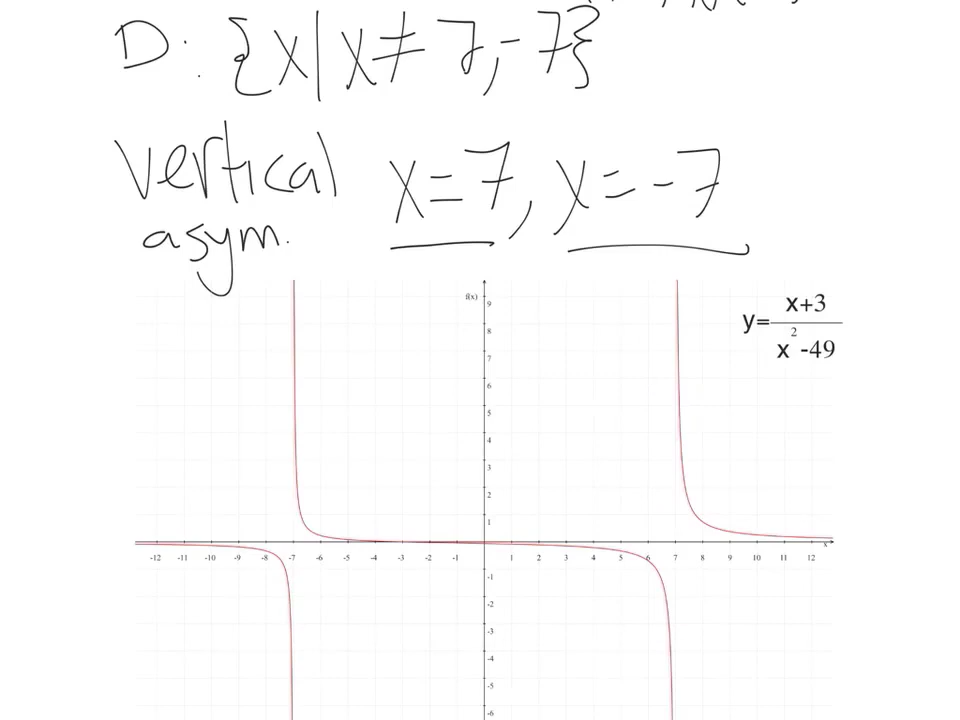 D: {x|x≠7,-7}
vertical x=7, x=-7
asym.
f(x)
9
8
7
6
5
4
3
2
1
-12 -11 -10 -9 -8 -7 -6 -5 -4 -3 -2 -1 1 2 3 4 5 6 7 8 9 10 11 12 x
-1
-2
-3
-4
-5
-6
y= x+3
x²-49